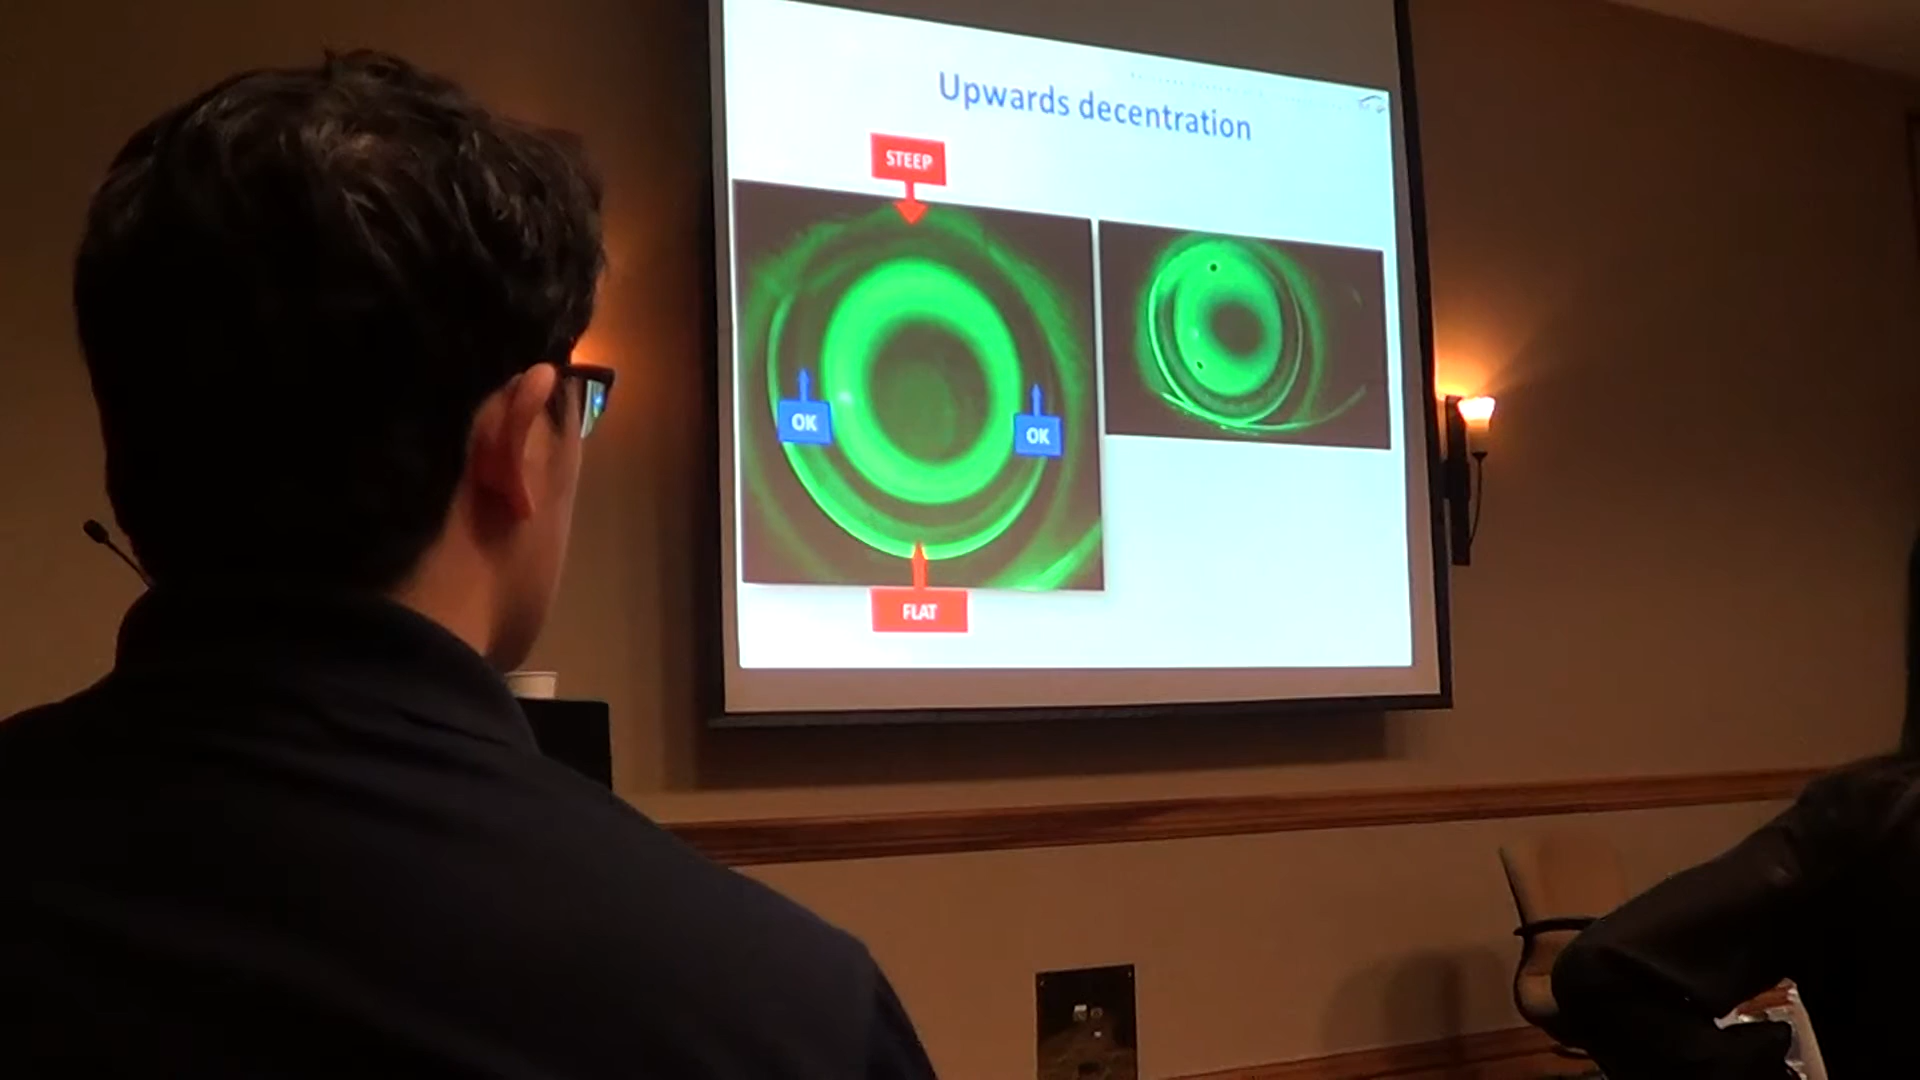 Upwards decentration
STEEP
OK
OK
FLAT